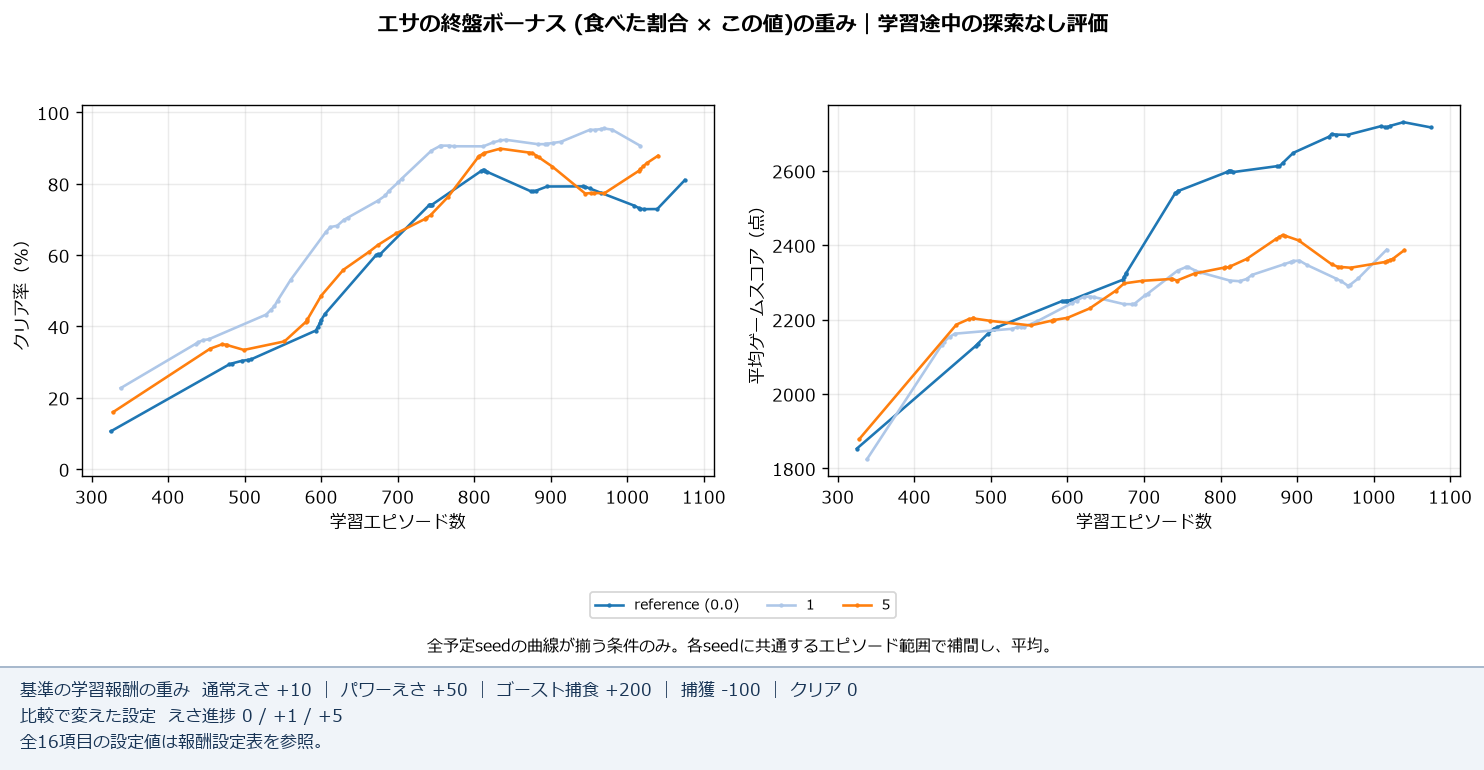 エサの終盤ボーナス (食べた割合 × この値)の重み｜学習途中の探索なし評価
クリア率（%）
100
80
60
40
20
0
300 400 500 600 700 800 900 1000 1100
学習エピソード数
平均ゲームスコア（点）
2600
2400
2200
2000
1800
300 400 500 600 700 800 900 1000 1100
学習エピソード数
reference (0.0) 1 5
全予定seedの曲線が揃う条件のみ。各seedに共通するエピソード範囲で補間し、平均。
基準の学習報酬の重み 通常えさ +10 ｜ パワーえさ +50 ｜ ゴースト捕食 +200 ｜ 捕獲 -100 ｜ クリア 0
比較で変えた設定 えさ進捗 0 / +1 / +5
全16項目の設定値は報酬設定表を参照。